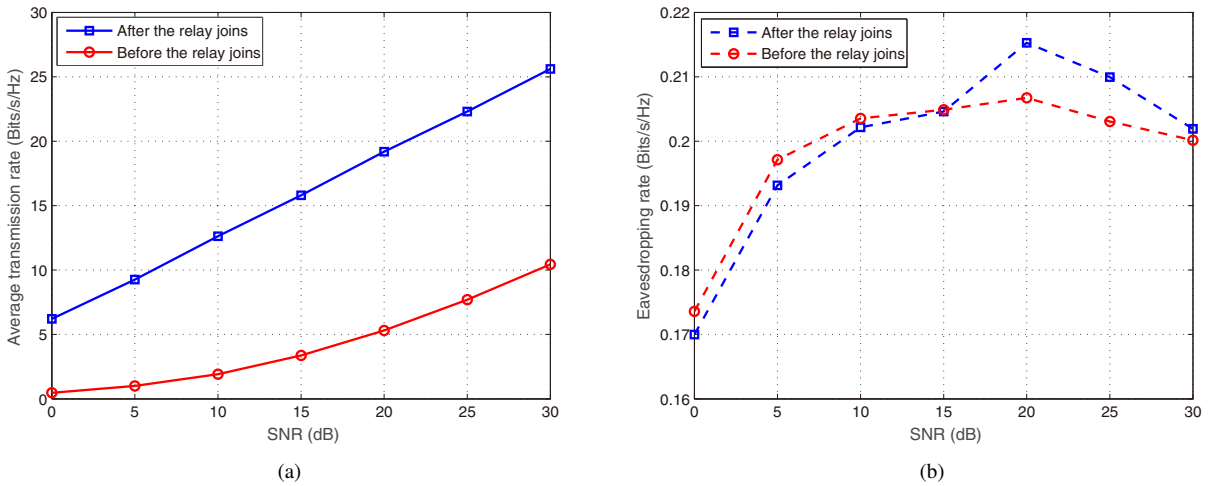 30
25
20
15
10
5
0
0
5
10
15
20
25
30
Average transmission rate (Bits/s/Hz)
SNR (dB)
After the relay joins
Before the relay joins
(a)
0.22
0.21
0.2
0.19
0.18
0.17
0.16
0
5
10
15
20
25
30
Eavesdropping rate (Bits/s/Hz)
SNR (dB)
After the relay joins
Before the relay joins
(b)